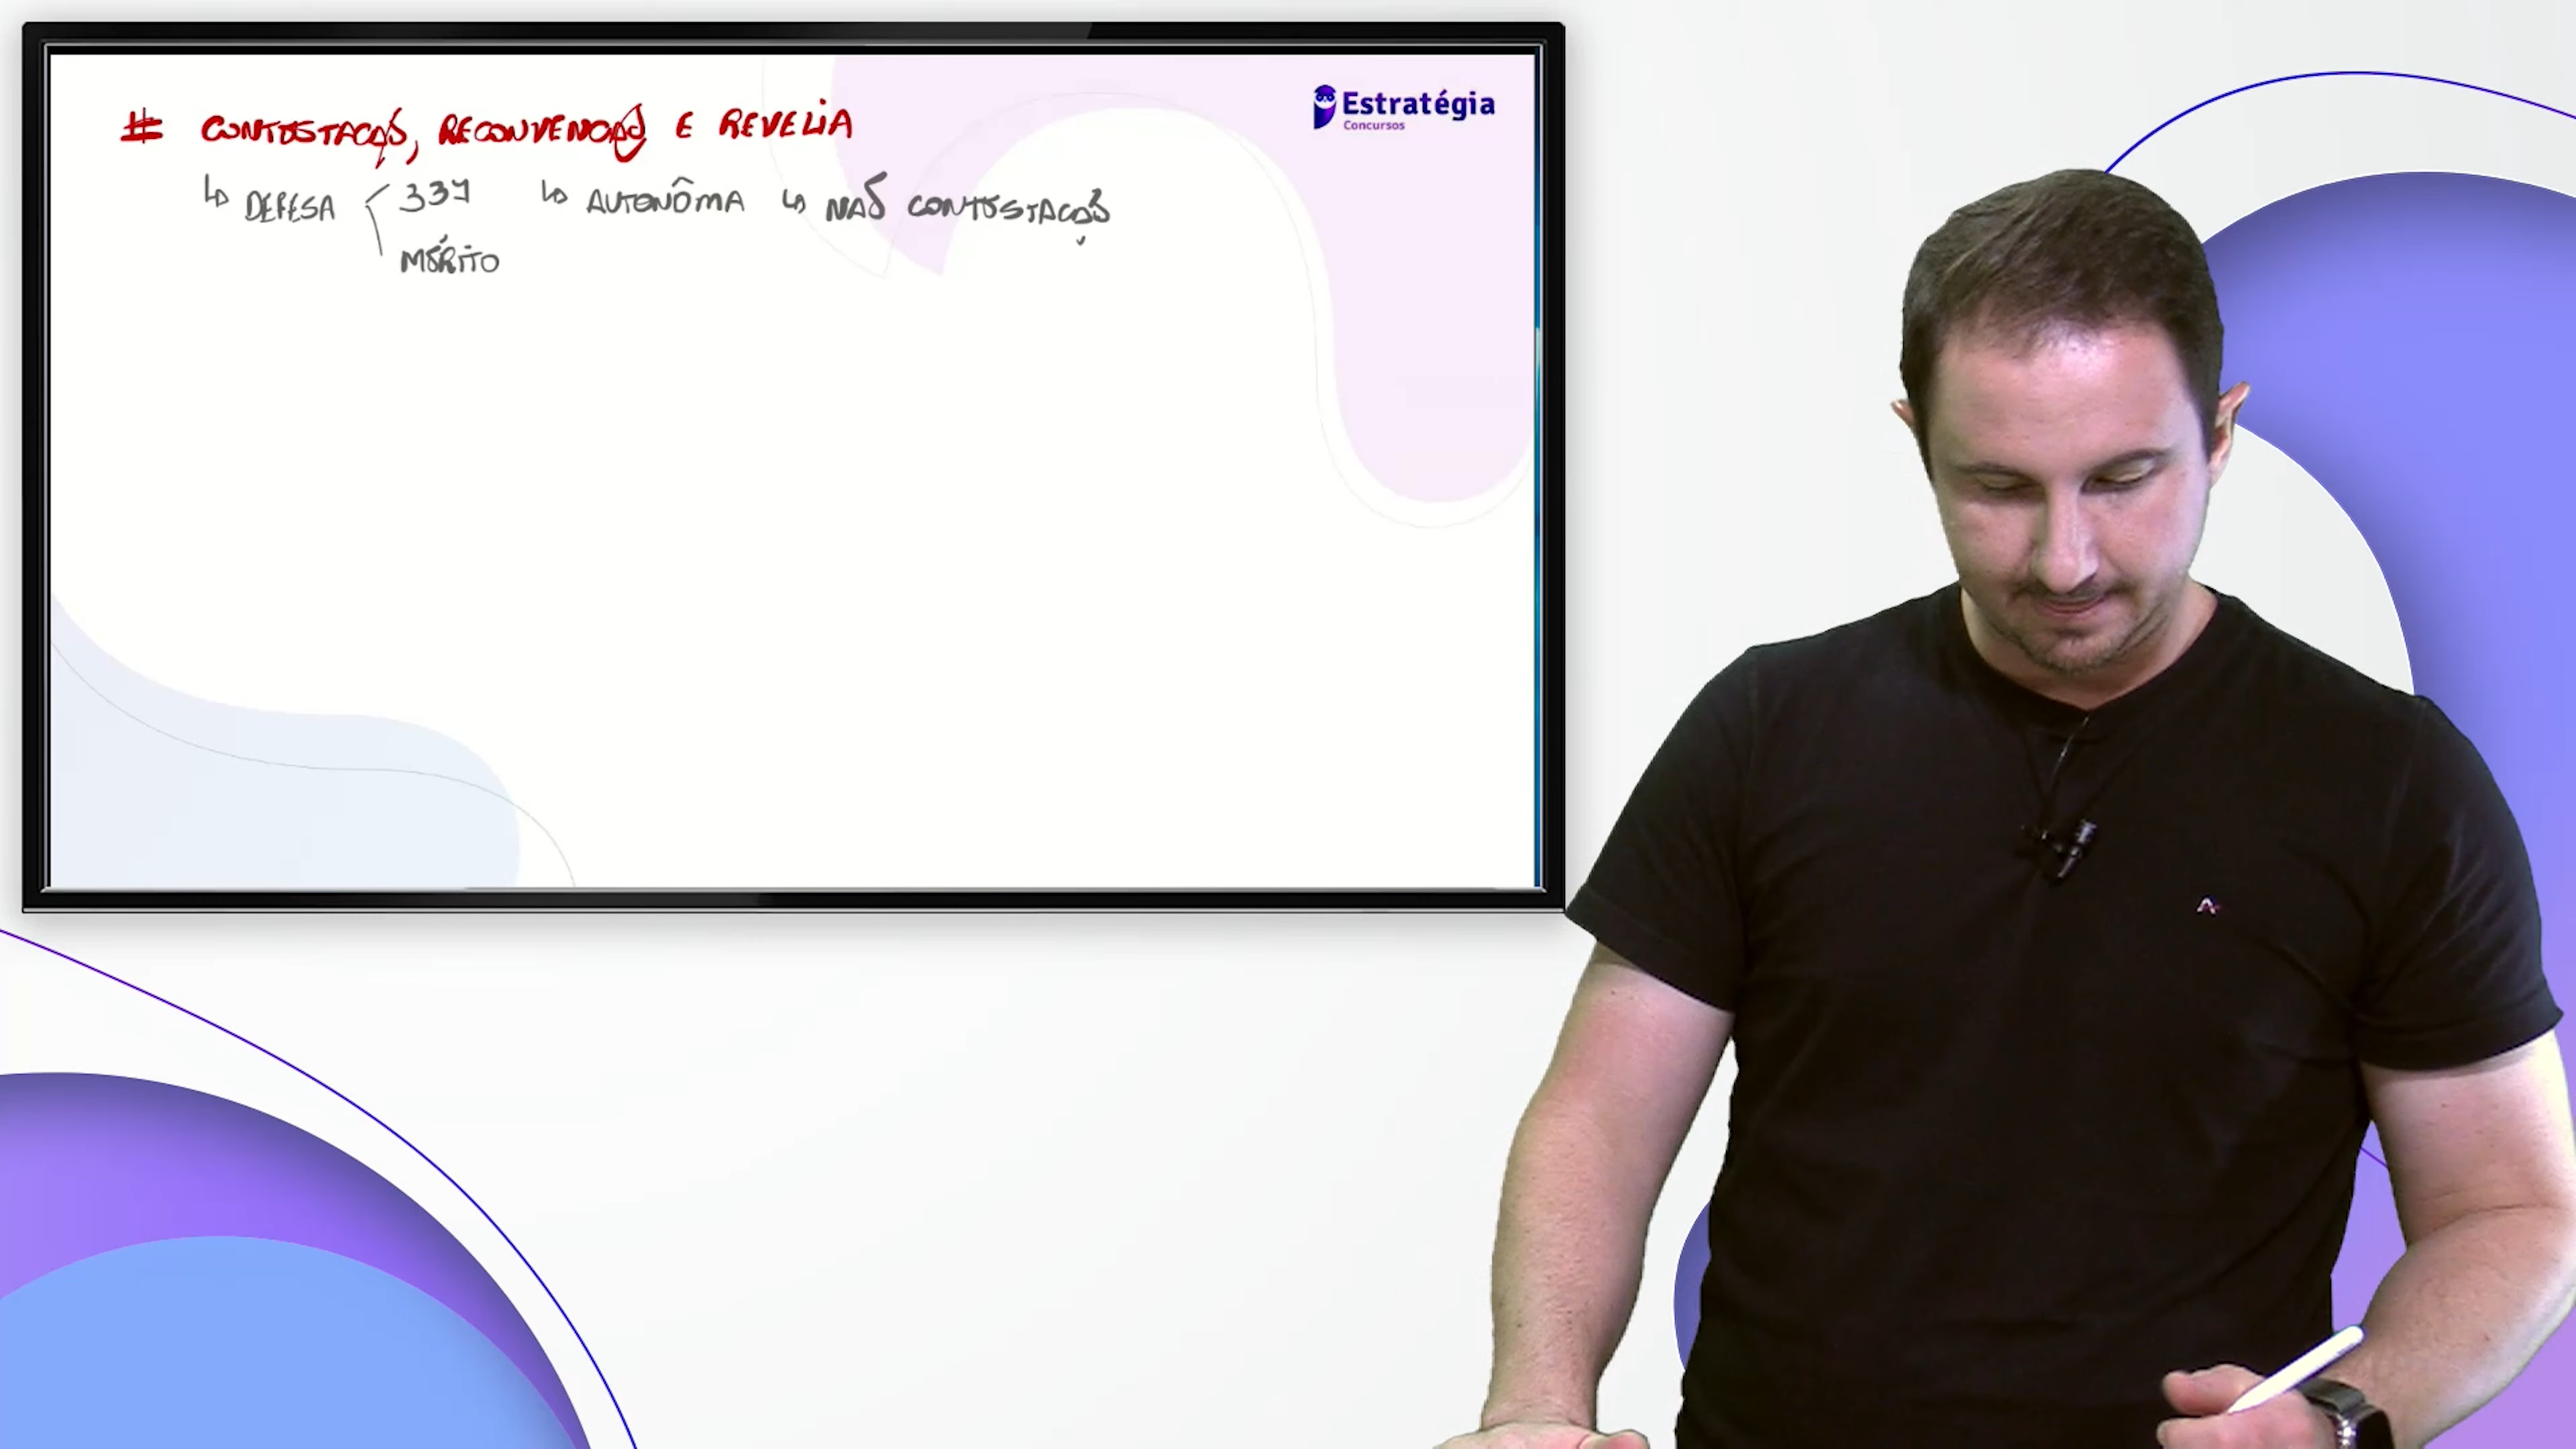 Estratégia
Concursos
# CONTESTAÇÃO, RECONVENÇÃO E REVELIA
↳ DEFESA < 337 ↳ AUTONÔMA ↳ NÃO CONTESTAÇÃO
MÉRITO